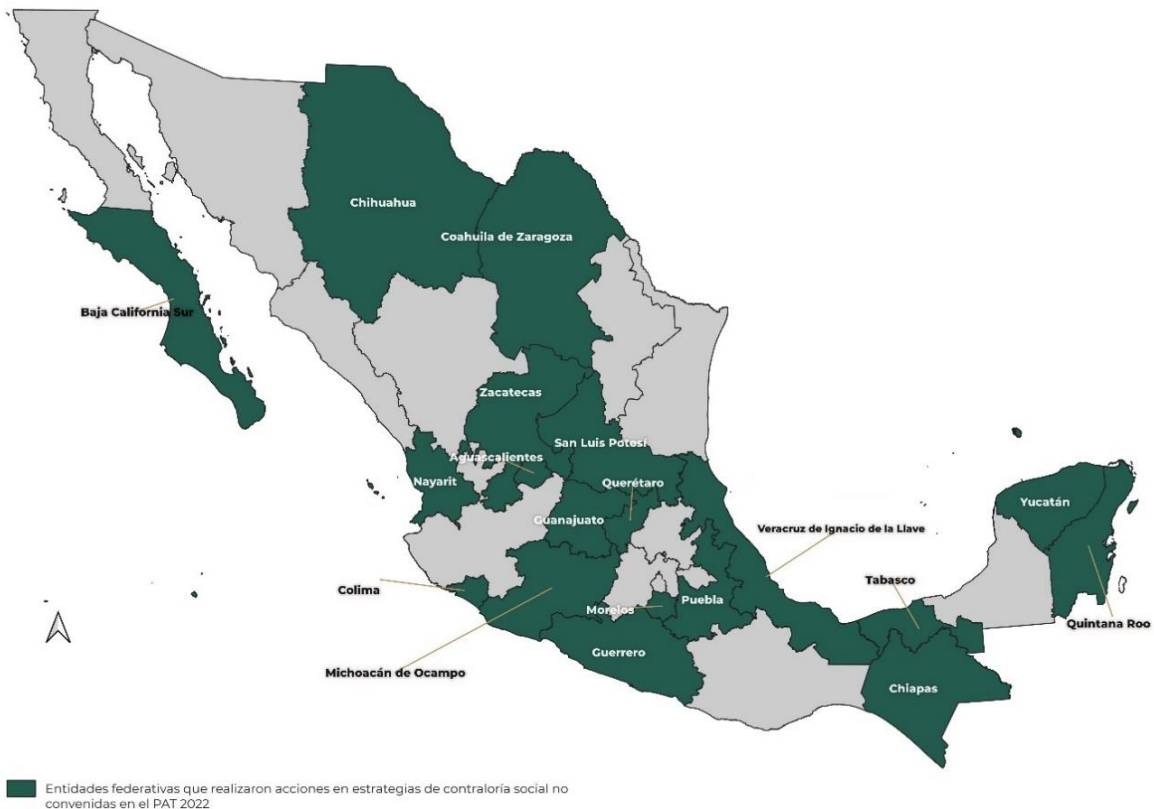 Chihuahua
Coahuila de Zaragoza
Baja California Sur
Zacatecas
San Luis Potosí
Aguascalientes
Nayarit
Querétaro
Yucatán
Guanajuato
Veracruz de Ignacio de la Llave
Tabasco
Colima
Puebla
Morelos
Quintana Roo
Guerrero
Michoacán de Ocampo
Chiapas
Entidades federativas que realizaron acciones en estrategias de contraloría social no
convenidas en el PAT 2022